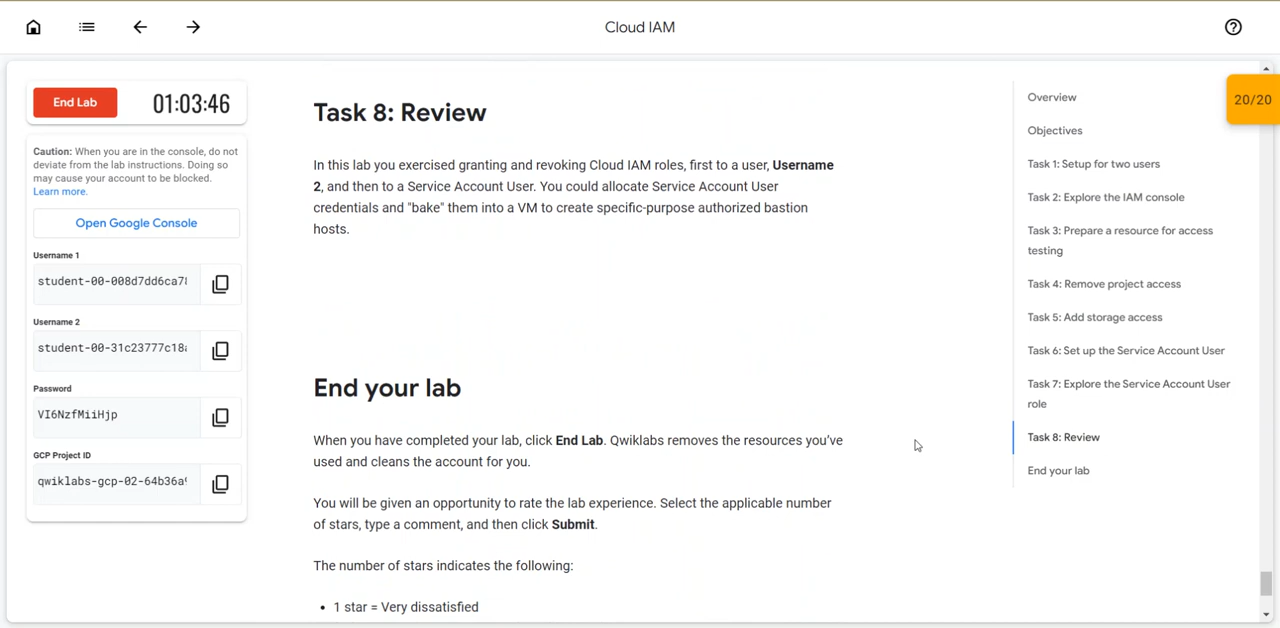 Cloud IAM
End Lab
01:03:46
Caution: When you are in the console, do not
deviate from the lab instructions. Doing so
may cause your account to be blocked.
Learn more.
Open Google Console
Username 1
student-00-008d7dd6ca7
Username 2
student-00-31c23777c18
Password
VI6NzfMiiHjp
GCP Project ID
qwiklabs-gcp-02-64b36a
Task 8: Review
In this lab you exercised granting and revoking Cloud IAM roles, first to a user, Username
2, and then to a Service Account User. You could allocate Service Account User
credentials and "bake" them into a VM to create specific-purpose authorized bastion
hosts.
End your lab
When you have completed your lab, click End Lab. Qwiklabs removes the resources you've
used and cleans the account for you.
You will be given an opportunity to rate the lab experience. Select the applicable number
of stars, type a comment, and then click Submit.
The number of stars indicates the following:
• 1 star = Very dissatisfied
Overview
Objectives
Task 1: Setup for two users
Task 2: Explore the IAM console
Task 3: Prepare a resource for access
testing
Task 4: Remove project access
Task 5: Add storage access
Task 6: Set up the Service Account User
Task 7: Explore the Service Account User
role
Task 8: Review
End your lab
20/20